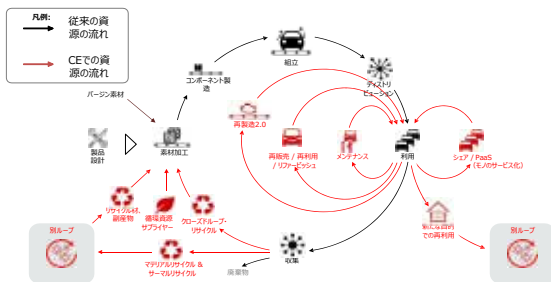 凡例:
従来の資
源の流れ
CEでの資
源の流れ
組立
コンポーネント製
造
ディストリ
ビューション
バージン素材
再製造2.0
製品
設計
素材加工
再販売 / 再利用
/ リファービッシュ
メンテナンス
利用
シェア / PaaS
(モノのサービス化)
リサイクル材、
副産物
循環資源
サプライヤー
クローズドループ・
リサイクル
新たな目的
での再利用
別ループ
マテリアルリサイクル &
サーマルリサイクル
収集
廃棄物
別ループ